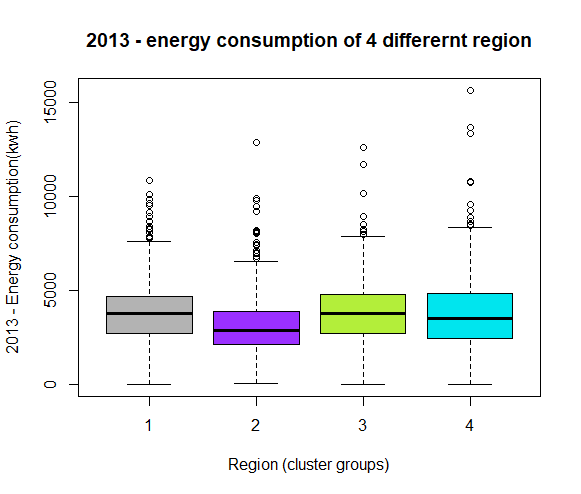 2013 - energy consumption of 4 differernt region
2013 - Energy consumption(kwh)
15000
10000
5000
0
1 2 3 4
Region (cluster groups)